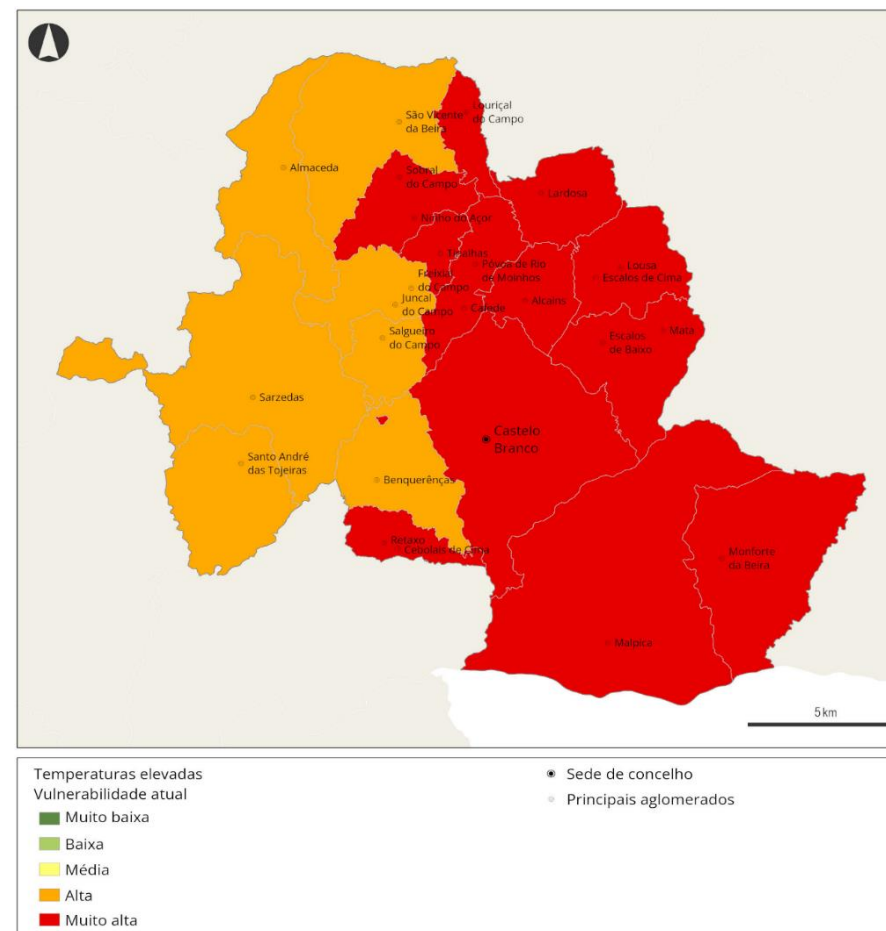 São Vicente
da Beira
Louriçal
do Campo
Almaceda
Sobral
do Campo
Lardosa
Ninho do Açor
Tinalhas
Póvoa de Rio
de Moinhos
Lousa
Escalos de Cima
Freixial
do Campo
Juncal
do Campo
Cafede
Alcains
Salgueiro
do Campo
Escalos
de Baixo
Mata
Sarzedas
Castelo
Branco
Santo André
das Tojeiras
Benquerênças
Retaxo
Cebolais de Cima
Monforte
da Beira
Malpica
5 km
Temperaturas elevadas
Vulnerabilidade atual
Muito baixa
Baixa
Média
Alta
Muito alta
Sede de concelho
Principais aglomerados